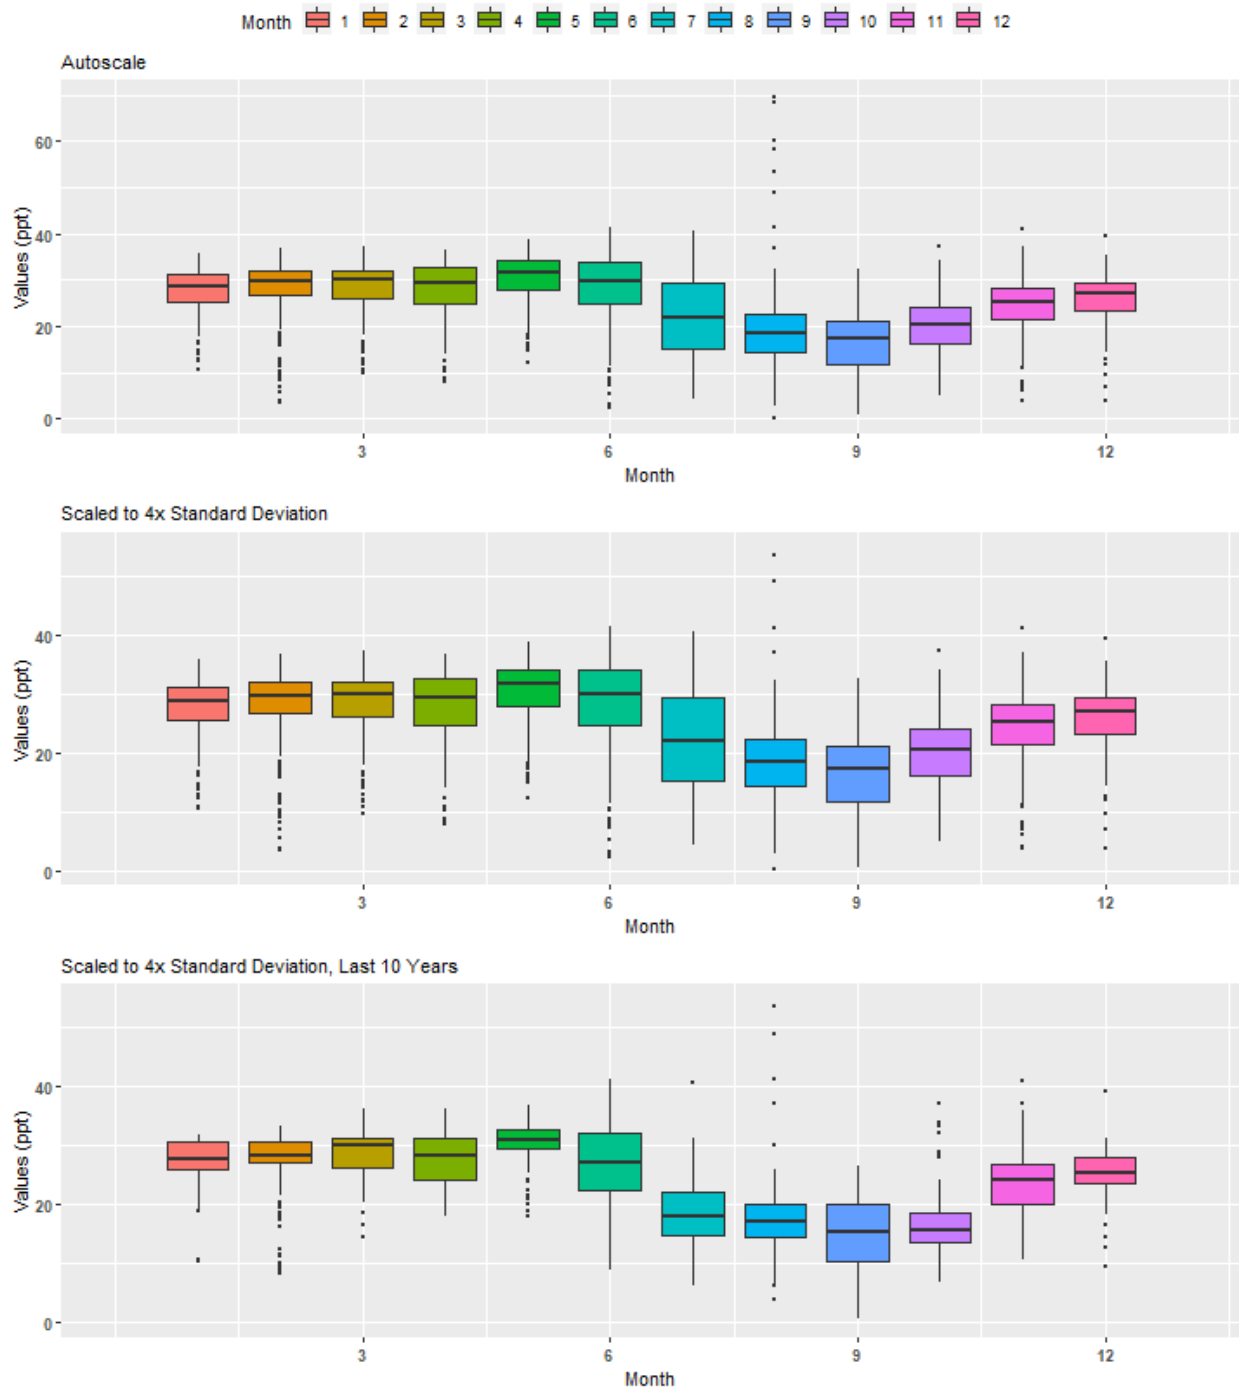 Month 1 2 3 4 5 6 7 8 9 10 11 12
Autoscale
Values (ppt)
60
40
20
0
3 6 9 12
Month
Scaled to 4x Standard Deviation
Values (ppt)
40
20
0
3 6 9 12
Month
Scaled to 4x Standard Deviation, Last 10 Years
Values (ppt)
40
20
0
3 6 9 12
Month